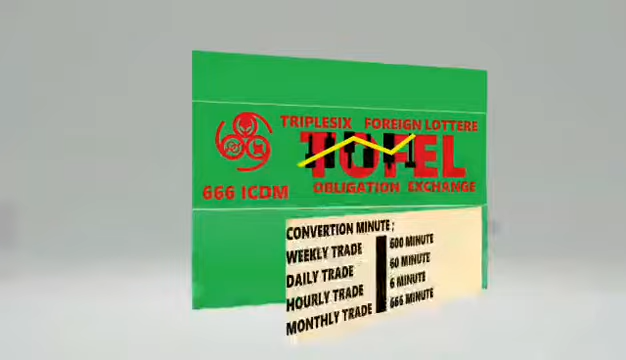 TRIPLESIX FOREIGN LOTTERE
TOFEL
666 ICDM
OBLIGATION EXCHANGE
CONVERTION MINUTE;
WEEKLY TRADE 600 MINUTE
DAILY TRADE 60 MINUTE
HOURLY TRADE 6 MINUTE
MONTHLY TRADE 666 MINUTE